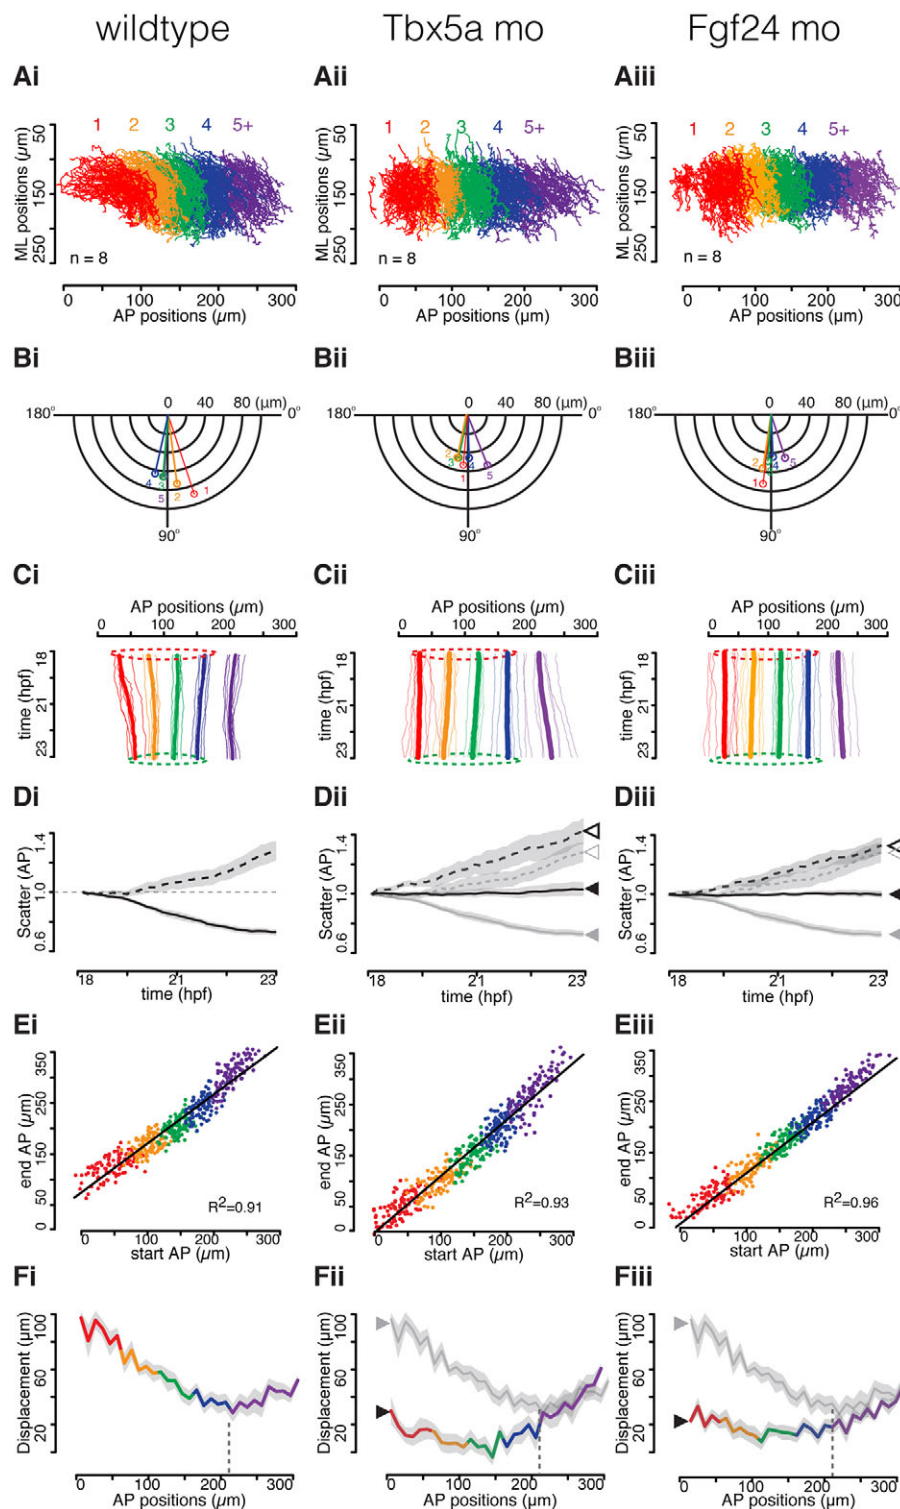 wildtype Tbx5a mo Fgf24 mo
Ai Aii Aiii
1 2 3 4 5+
ML positions (µm)
50
150
250
n = 8
0 100 200 300
AP positions (µm)
1 2 3 4 5+
ML positions (µm)
50
150
250
n = 8
0 100 200 300
AP positions (µm)
1 2 3 4 5+
ML positions (µm)
50
150
250
n = 8
0 100 200 300
AP positions (µm)
Bi Bii Biii
0 40 80 (µm)
180° 0°
4 3 5 2 1
90°
0 40 80 (µm)
180° 0°
2 3 4 1 5
90°
0 40 80 (µm)
180° 0°
2 4 5 1
90°
Ci Cii Ciii
AP positions (µm)
0 100 200 300
time (hpf)
18
21
23
AP positions (µm)
0 100 200 300
time (hpf)
18
21
23
AP positions (µm)
0 100 200 300
time (hpf)
18
21
23
Di Dii Diii
Scatter (AP)
1.4
1.0
0.6
18 21 23
time (hpf)
Scatter (AP)
1.4
1.0
0.6
18 21 23
time (hpf)
Scatter (AP)
1.4
1.0
0.6
18 21 23
time (hpf)
Ei Eii Eiii
end AP (µm)
350
250
150
50
0
R²=0.91
0 100 200 300
start AP (µm)
end AP (µm)
350
250
150
50
0
R²=0.93
0 100 200 300
start AP (µm)
end AP (µm)
350
250
150
50
0
R²=0.96
0 100 200 300
start AP (µm)
Fi Fii Fiii
Displacement (µm)
100
60
20
0 100 200 300
AP positions (µm)
Displacement (µm)
100
60
20
0 100 200 300
AP positions (µm)
Displacement (µm)
100
60
20
0 100 200 300
AP positions (µm)